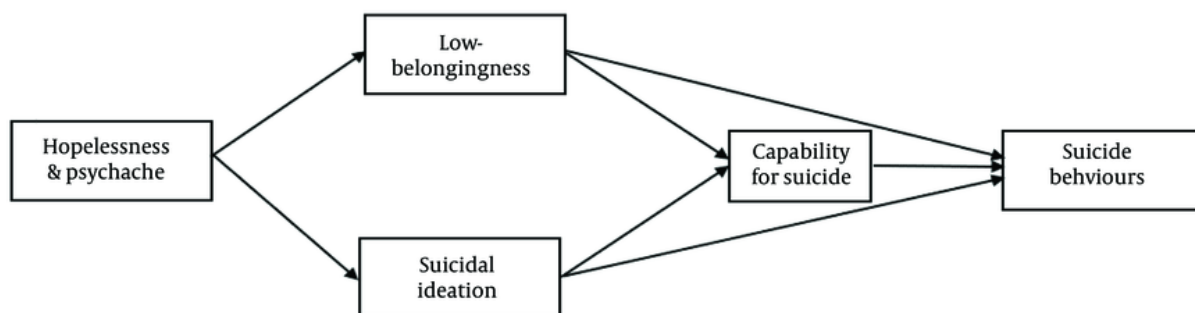 Low-
belongingness
Hopelessness
& psychache
Capability
for suicide
Suicide
behviours
Suicidal
ideation